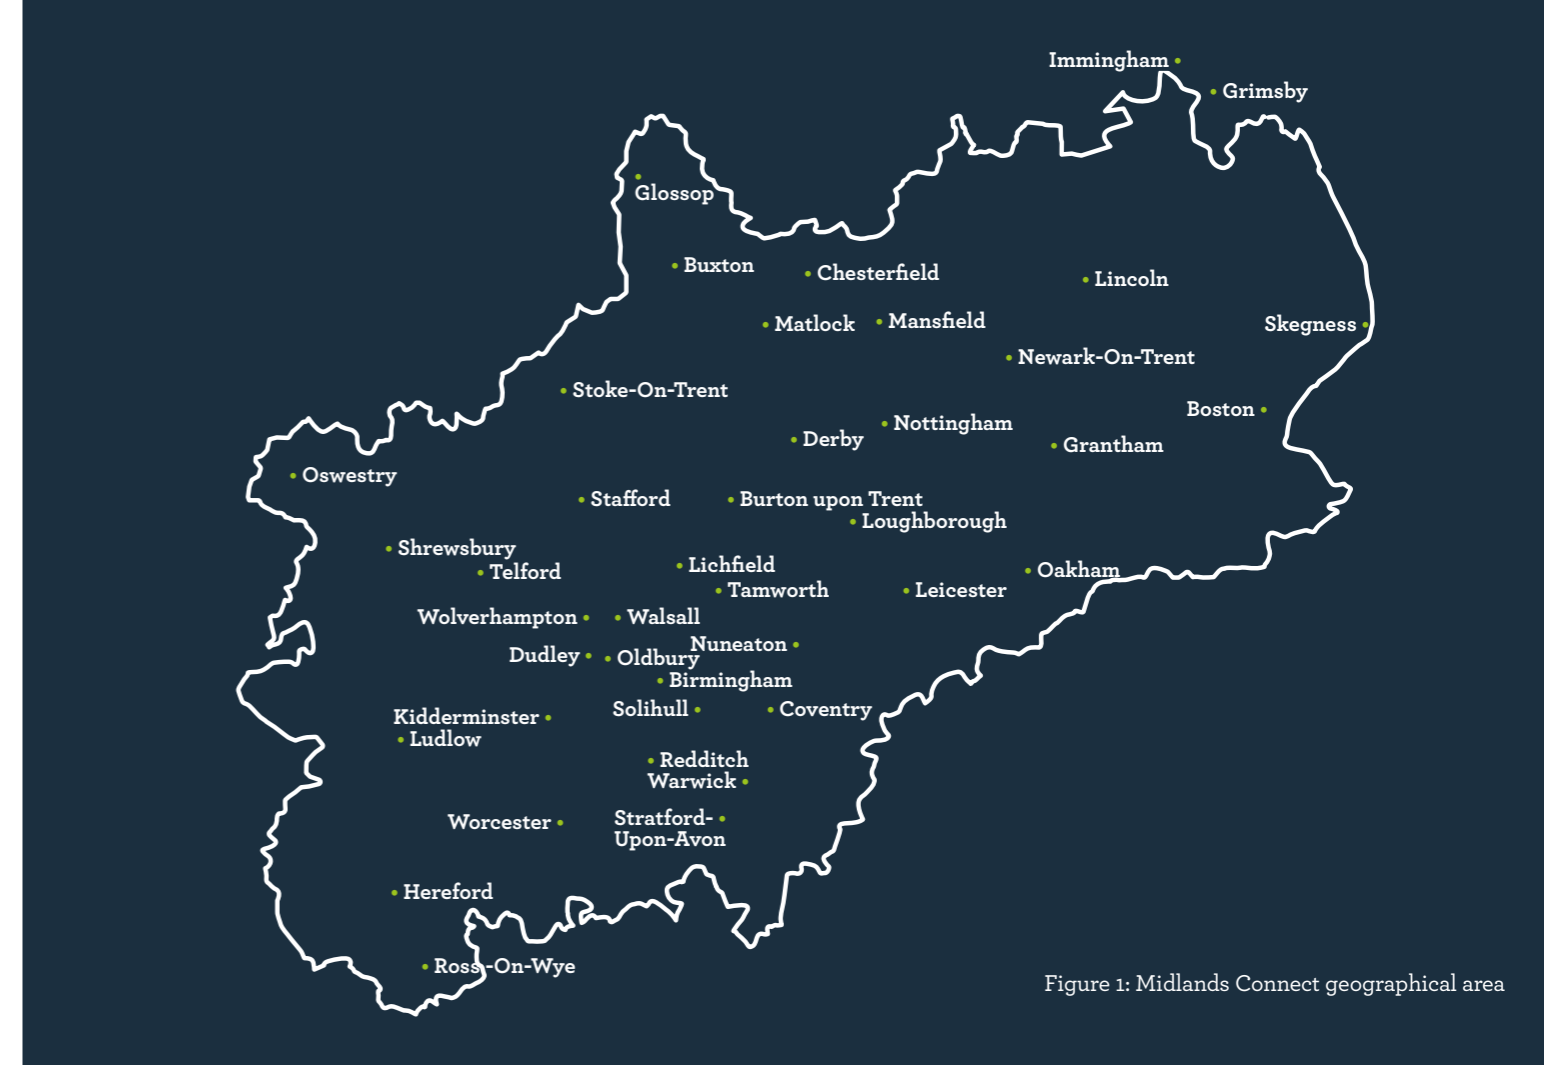 Immingham
Grimsby
Glossop
Buxton
Chesterfield
Lincoln
Matlock
Mansfield
Skegness
Newark-On-Trent
Stoke-On-Trent
Boston
Nottingham
Derby
Grantham
Oswestry
Stafford
Burton upon Trent
Loughborough
Shrewsbury
Telford
Lichfield
Oakham
Tamworth
Leicester
Wolverhampton
Walsall
Nuneaton
Dudley
Oldbury
Birmingham
Solihull
Coventry
Kidderminster
Ludlow
Redditch
Warwick
Worcester
Stratford-
Upon-Avon
Hereford
Ross-On-Wye
Figure 1: Midlands Connect geographical area